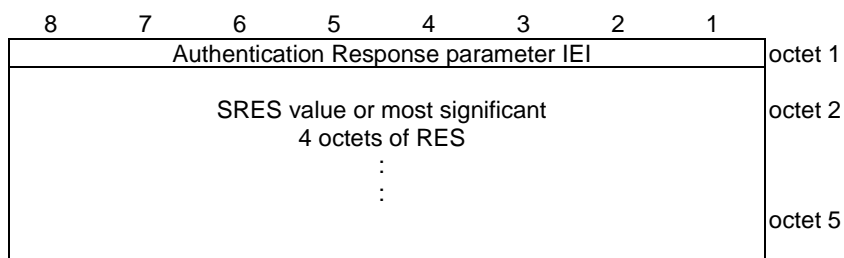 8 7 6 5 4 3 2 1
Authentication Response parameter IEI octet 1
SRES value or most significant octet 2
4 octets of RES
:
:
octet 5